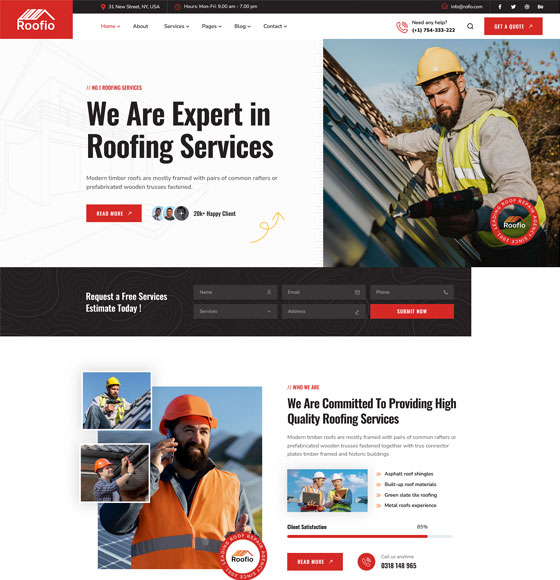 Roofio
31 New Street, NY, USA
Hours: Mon-Fri: 9.00 am - 7.00 pm
info@rofio.com
Home
About
Services
Pages
Blog
Contact
Need any help?
(+1) 754-333-222
GET A QUOTE
// NO.1 ROOFING SERVICES
We Are Expert in
Roofing Services
Modern timber roofs are mostly framed with pairs of common rafters or
prefabricated wooden trusses fastened.
READ MORE
20k+ Happy Client
LEADING ROOF REPAIR AGENCY SINCE 2001
Roofio
Request a Free Services
Estimate Today !
Name
Email
Phone
Services
Address
SUBMIT NOW
// WHO WE ARE
We Are Committed To Providing High
Quality Roofing Services
Modern timber roofs are mostly framed with pairs of common rafters or
prefabricated wooden trusses fastened together with trus connector
plates timber framed and historic buildings
Asphalt roof shingles
Built-up roof materials
Green slate tile roofing
Metal roofs experience
Client Satisfaction
85%
READ MORE
Call us anytime
0318 148 965
LEADING ROOF REPAIR AGENCY SINCE 2001
Roofio